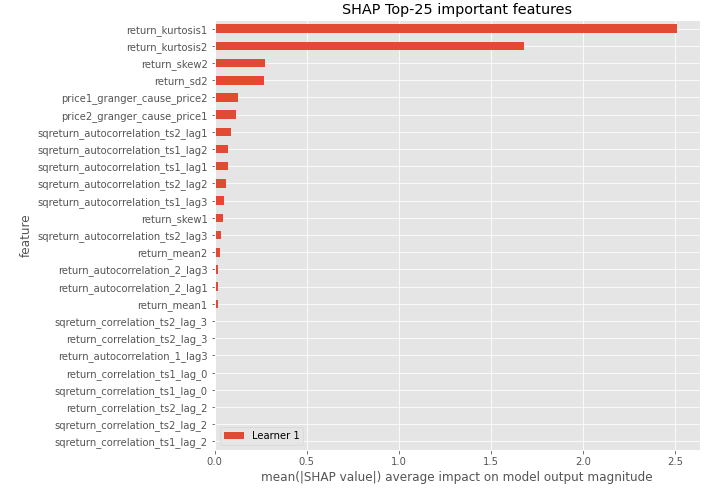 SHAP Top-25 important features
return_kurtosis1
return_kurtosis2
return_skew2
return_sd2
price1_granger_cause_price2
price2_granger_cause_price1
sqreturn_autocorrelation_ts2_lag1
sqreturn_autocorrelation_ts1_lag2
sqreturn_autocorrelation_ts1_lag1
sqreturn_autocorrelation_ts2_lag2
sqreturn_autocorrelation_ts1_lag3
return_skew1
sqreturn_autocorrelation_ts2_lag3
return_mean2
return_autocorrelation_2_lag3
return_autocorrelation_2_lag1
return_mean1
sqreturn_correlation_ts2_lag_3
return_correlation_ts2_lag_3
return_autocorrelation_1_lag3
return_correlation_ts1_lag_0
sqreturn_correlation_ts1_lag_0
return_correlation_ts2_lag_2
sqreturn_correlation_ts2_lag_2
sqreturn_correlation_ts1_lag_2
feature
Learner 1
0.0 0.5 1.0 1.5 2.0 2.5
mean(|SHAP value|) average impact on model output magnitude